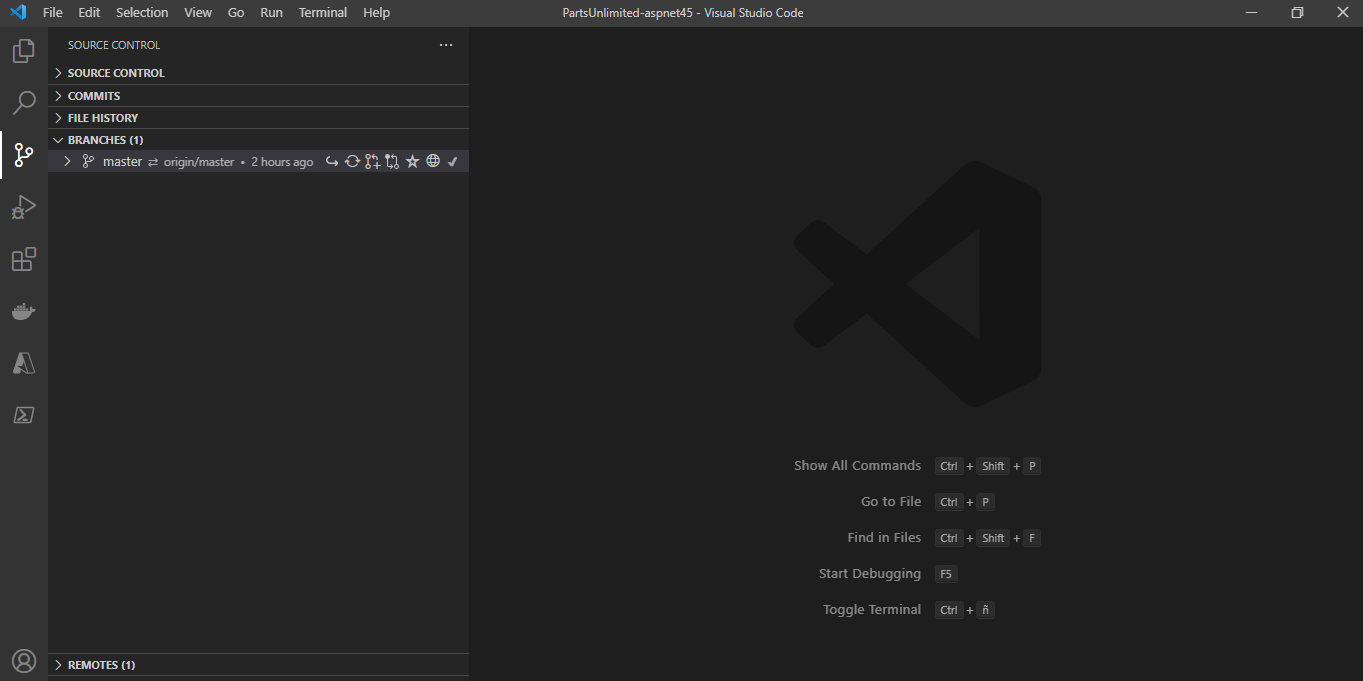 File Edit Selection View Go Run Terminal Help PartsUnlimited-aspnet45 - Visual Studio Code
SOURCE CONTROL
SOURCE CONTROL
COMMITS
FILE HISTORY
BRANCHES (1)
master ⇄ origin/master • 2 hours ago
REMOTES (1)
Show All Commands Ctrl + Shift + P
Go to File Ctrl + P
Find in Files Ctrl + Shift + F
Start Debugging F5
Toggle Terminal Ctrl + ñ